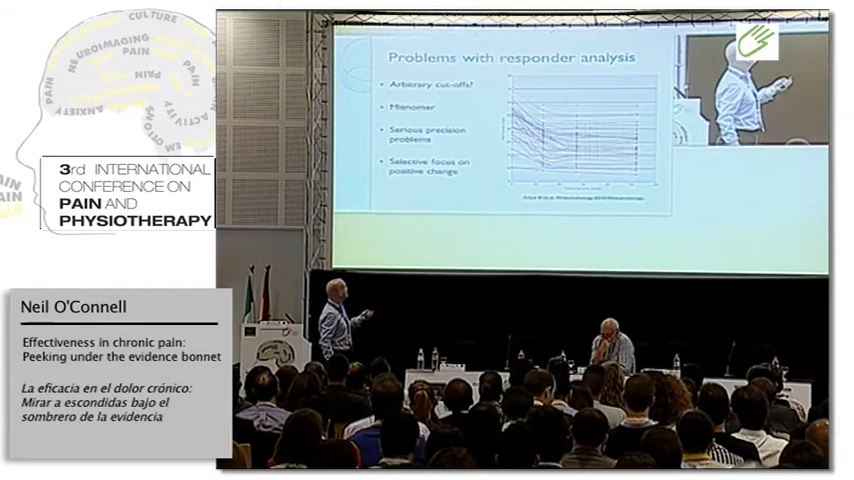 CULTURE
NEUROIMAGING
PAIN
PAIN
PAIN
PAIN
ANXIETY
ACTIVITY
3rd INTERNATIONAL
CONFERENCE ON
PAIN AND
PHYSIOTHERAPY
Problems with responder analysis
• Arbitrary cut-offs?
• Misnomer
• Serious precision
problems
• Selective focus on
positive change
Neil O'Connell
Effectiveness in chronic pain:
Peeking under the evidence bonnet
La eficacia en el dolor crónico:
Mirar a escondidas bajo el
sombrero de la evidencia